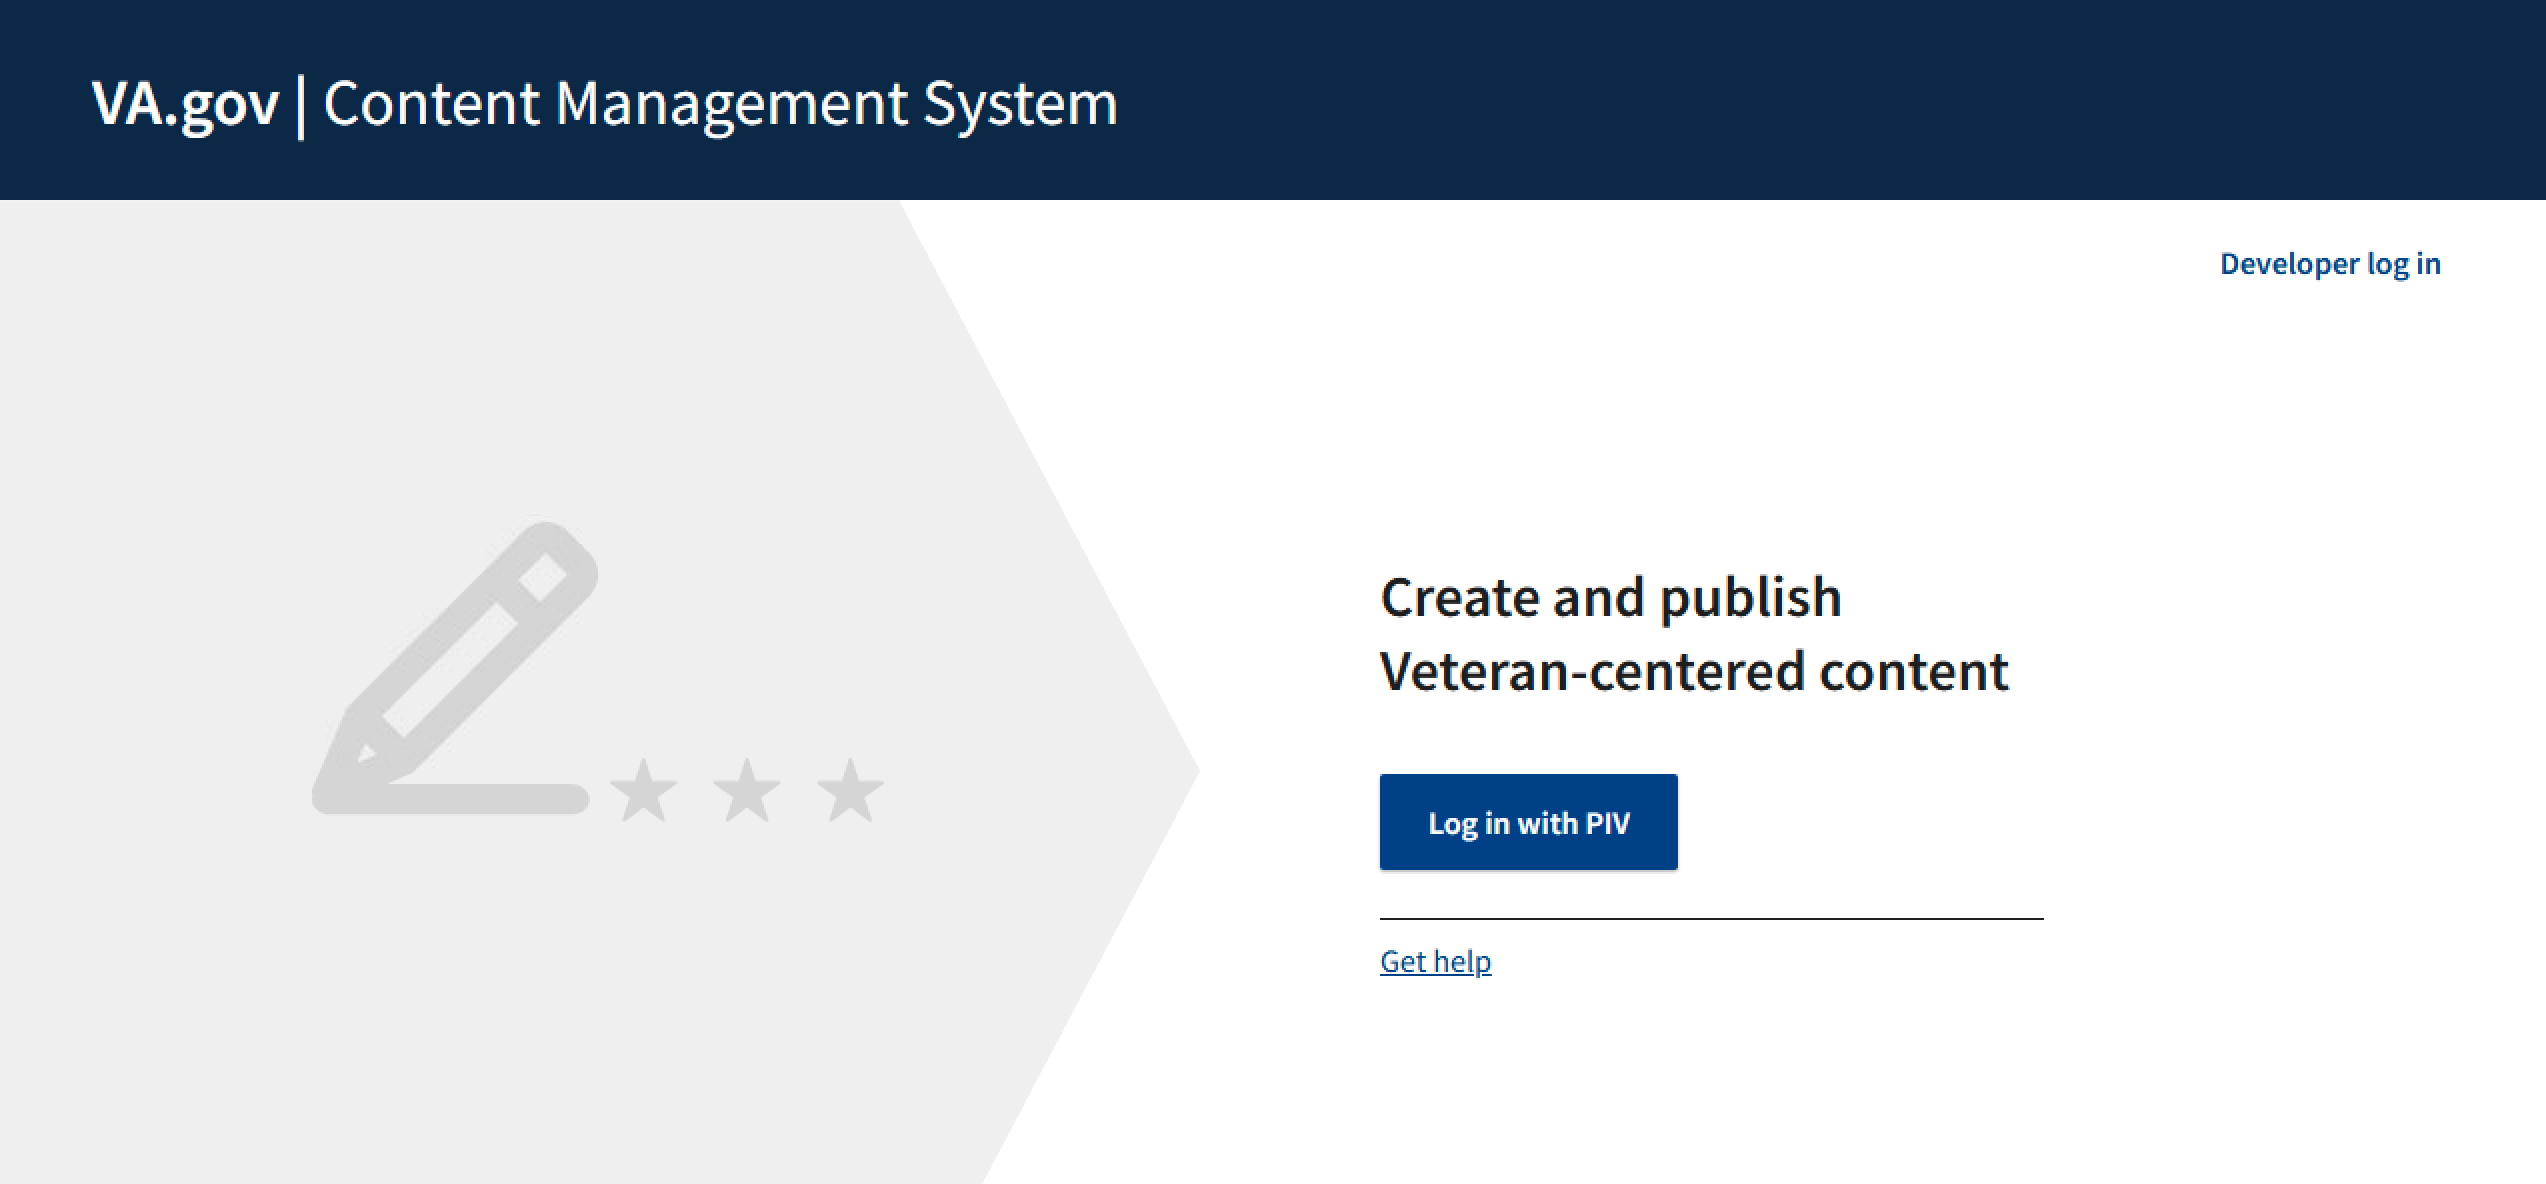 VA.gov | Content Management System
Developer log in
Create and publish
Veteran-centered content
Log in with PIV
Get help